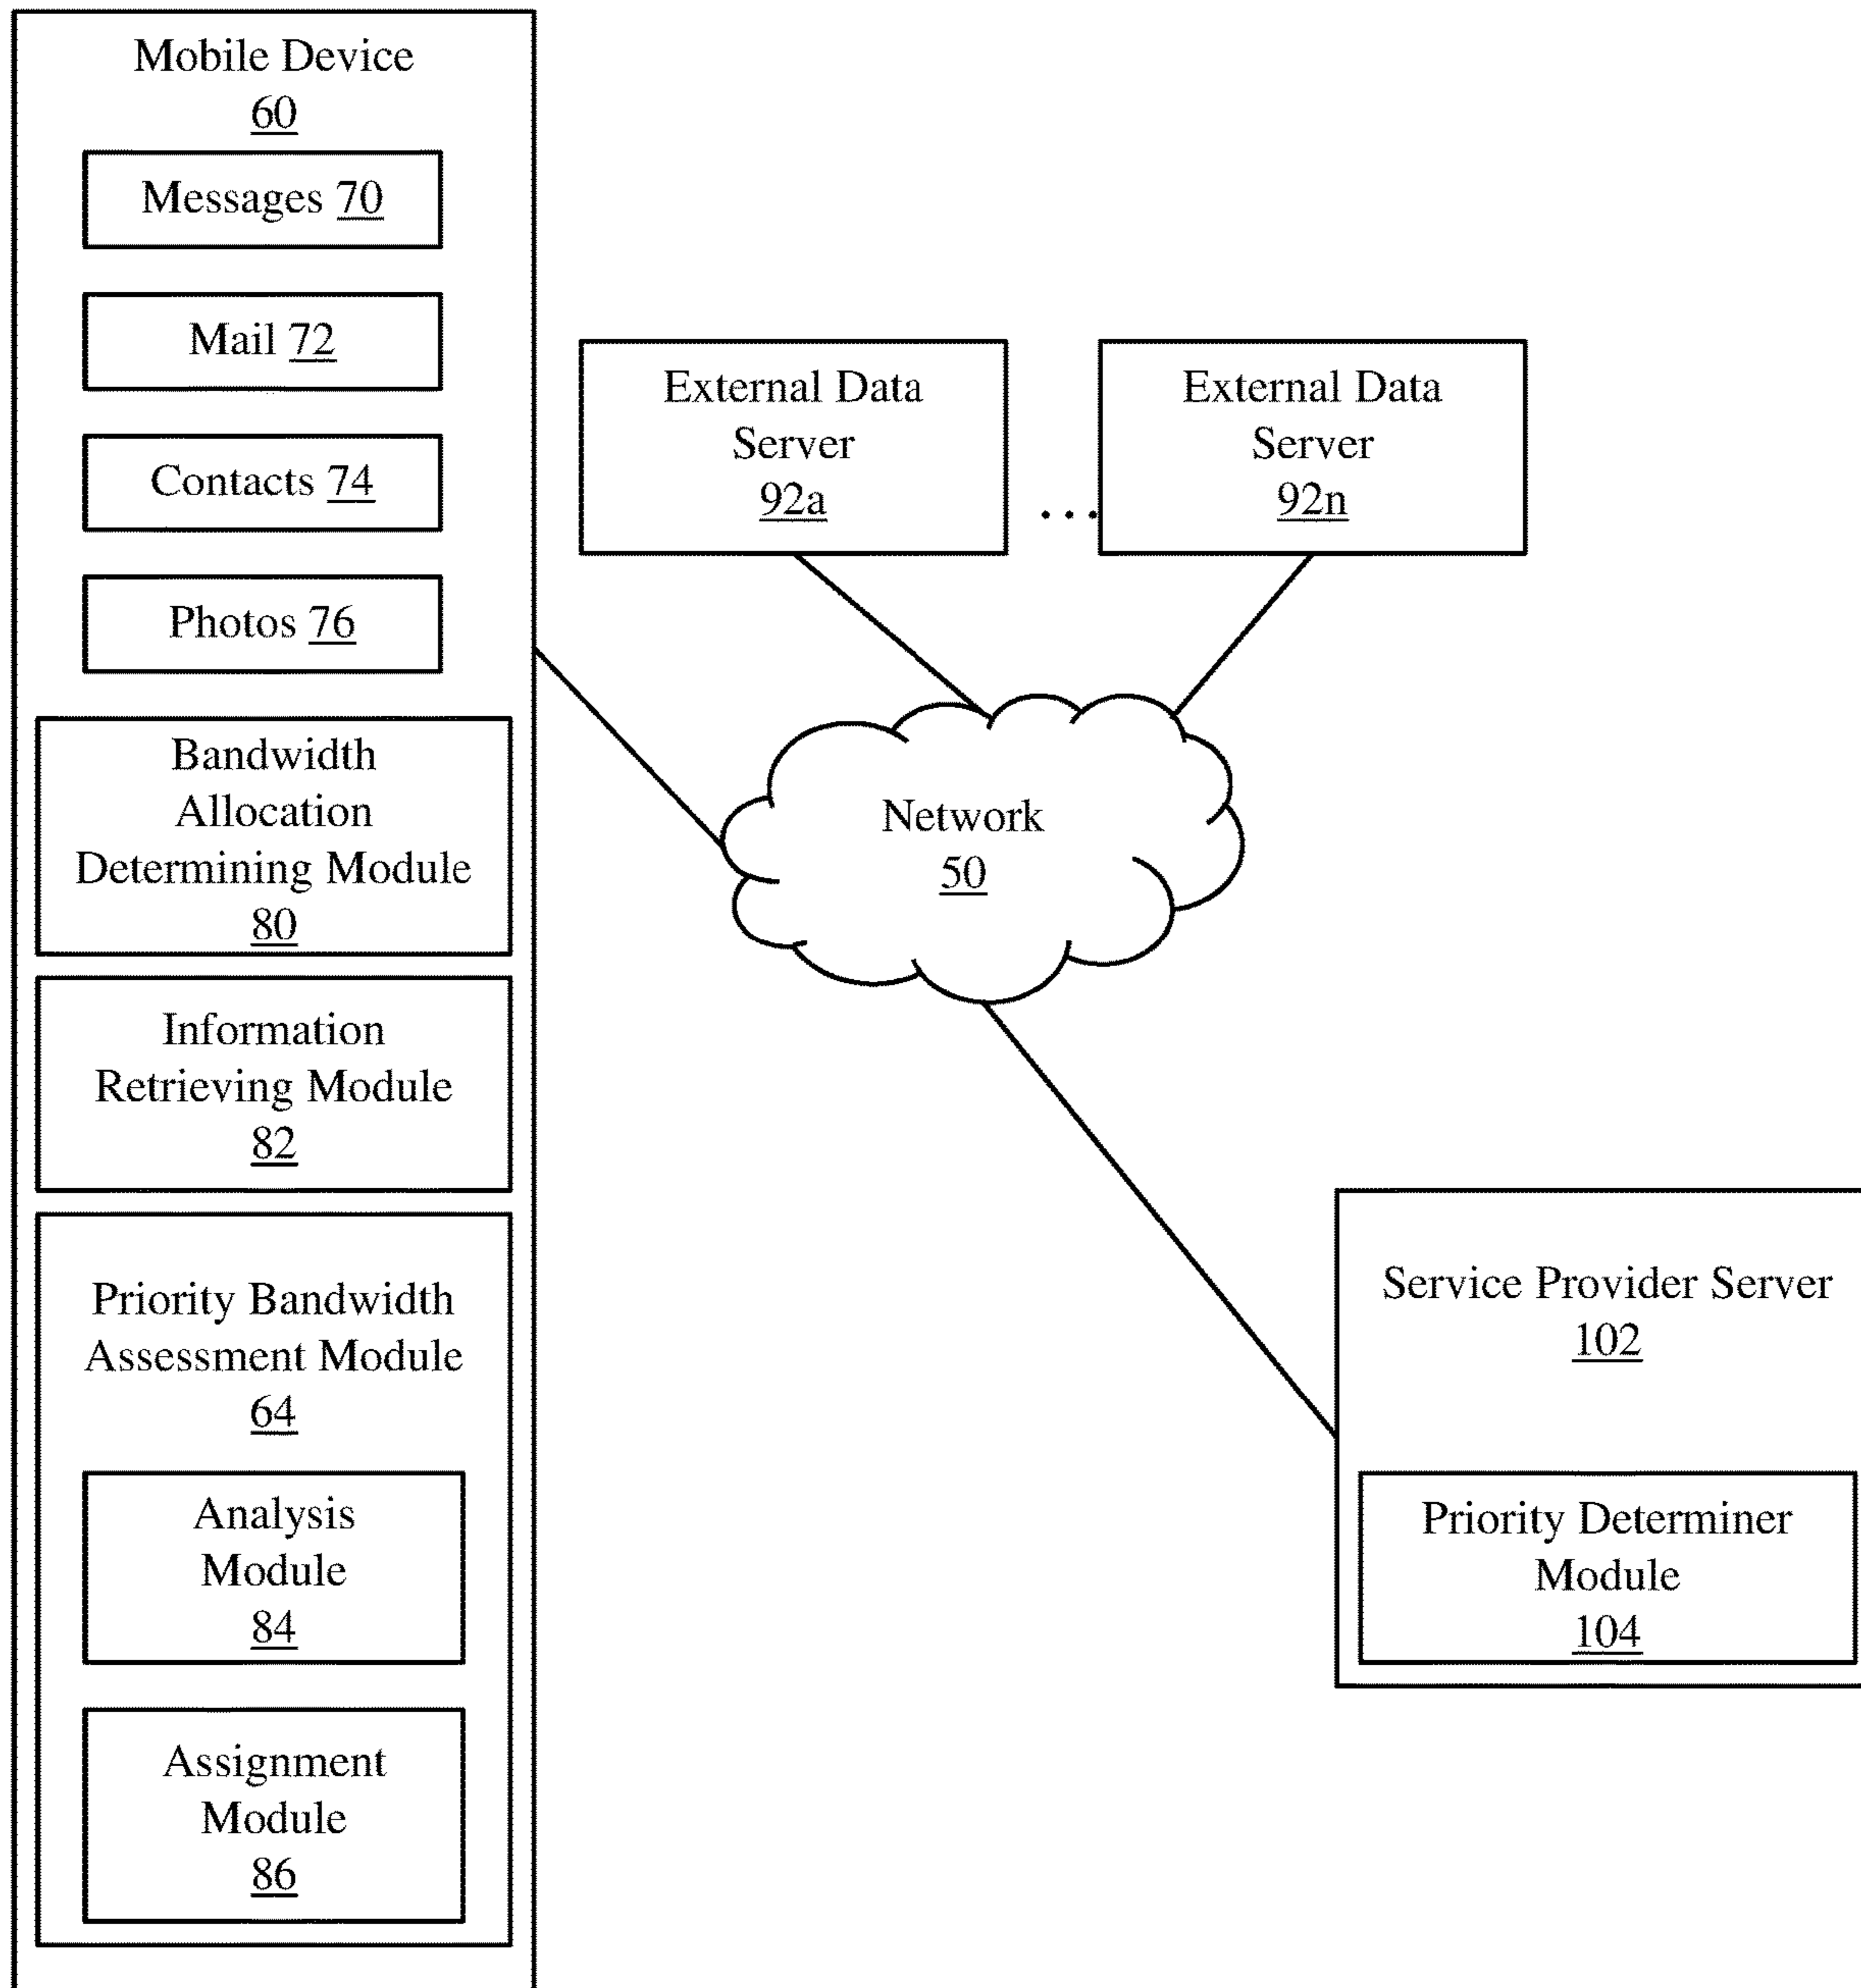 Mobile Device
60
Messages 70
Mail 72
Contacts 74
Photos 76
Bandwidth
Allocation
Determining Module
80
Information
Retrieving Module
82
Priority Bandwidth
Assessment Module
64
Analysis
Module
84
Assignment
Module
86
External Data
Server
92a
...
External Data
Server
92n
Network
50
Service Provider Server
102
Priority Determiner
Module
104